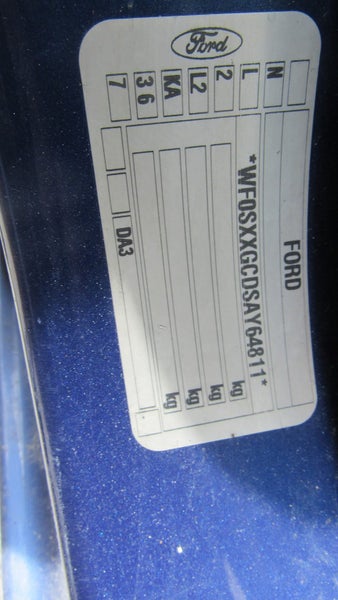 Ford
N
L
2
L2
KA
3 6
7
FORD
*WF0SXXGCDSAY64811*
kg
kg
kg
kg
DA3